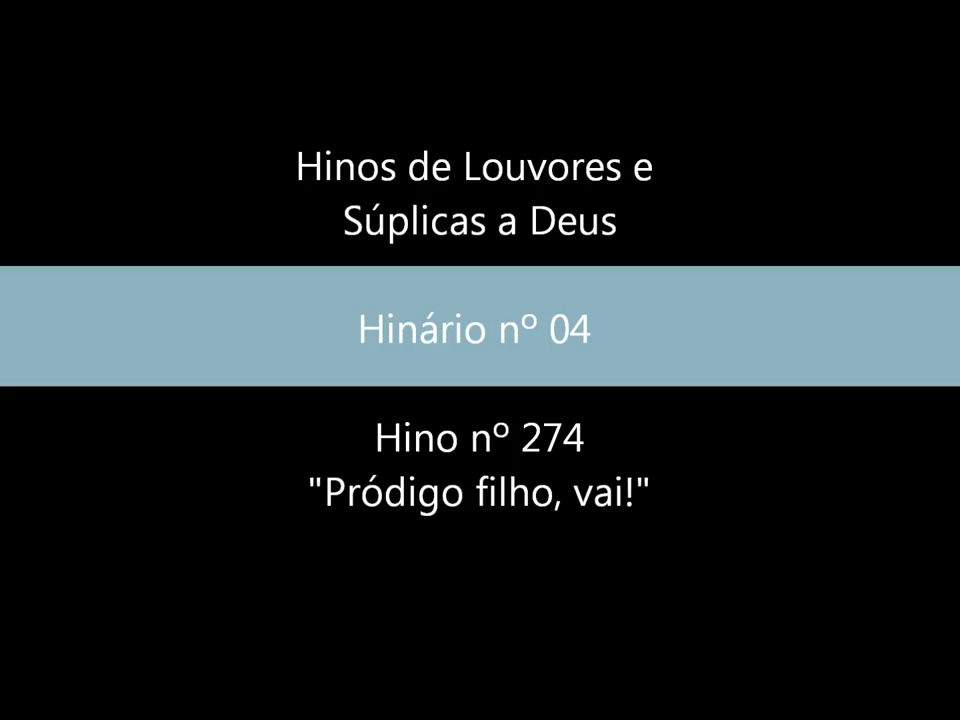 Hinos de Louvores e
Súplicas a Deus
Hinário nº 04
Hino nº 274
"Pródigo filho, vai!"